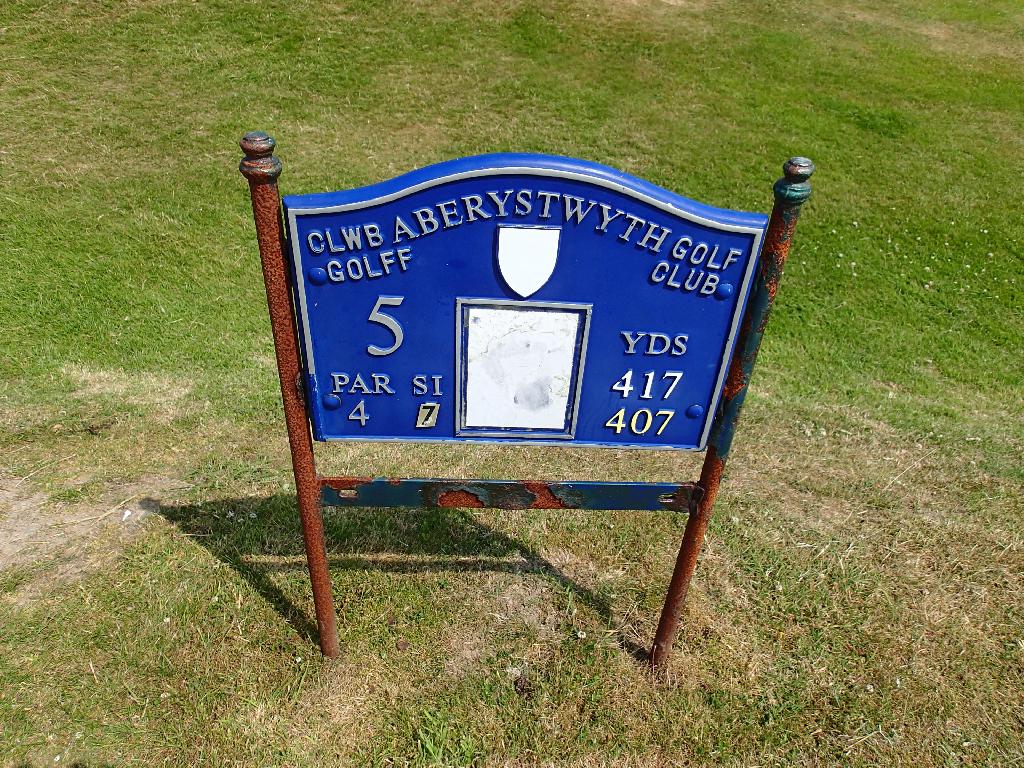 ABERYSTWYTH
CLWB GOLF
GOLFF CLUB
5
YDS
PAR SI 417
4 7 407